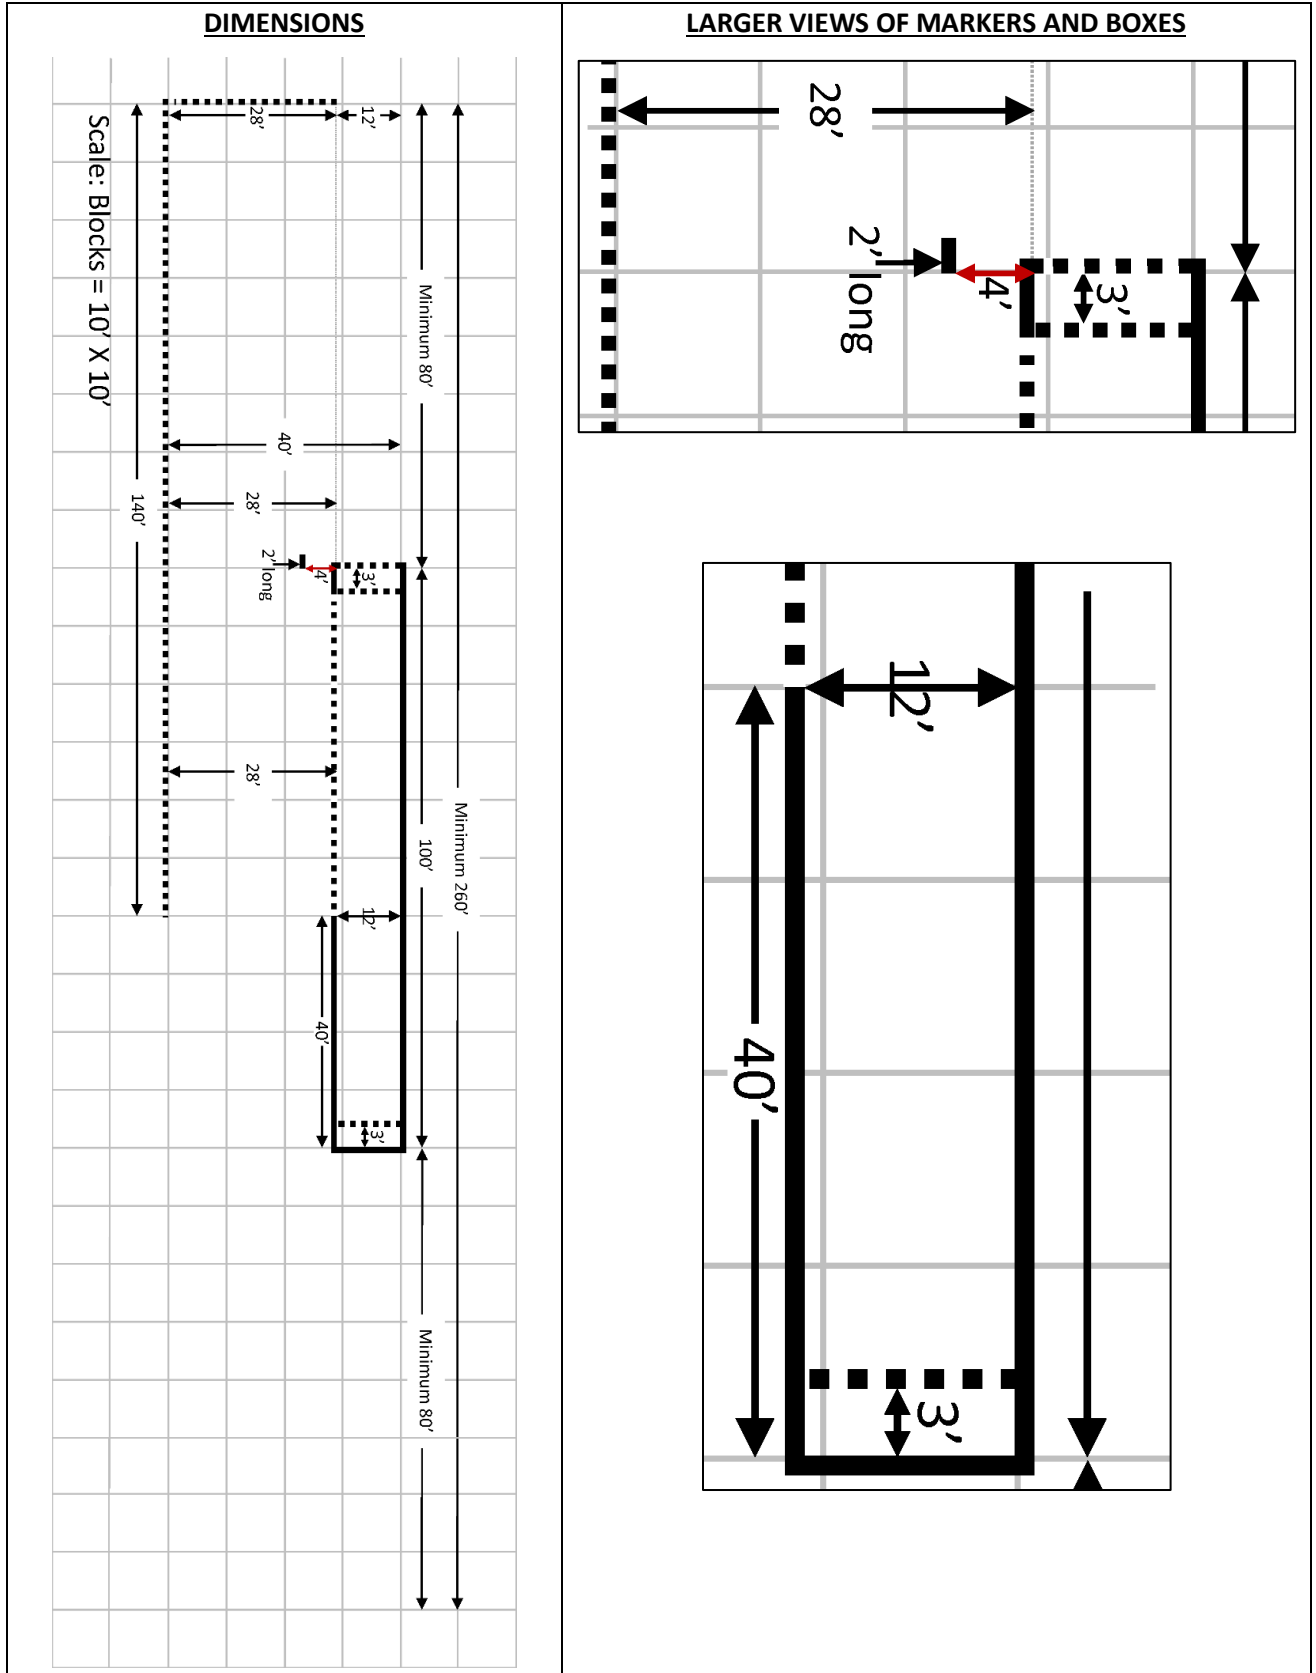 DIMENSIONS
28’
12’
Scale: Blocks = 10’ X 10’
Minimum 80’
40’
28’
140’
2’ long
4’
3’
28’
Minimum 260’
100’
12’
40’
3’
Minimum 80’
LARGER VIEWS OF MARKERS AND BOXES
28’
2’ long
4’
3’
12’
40’
3’